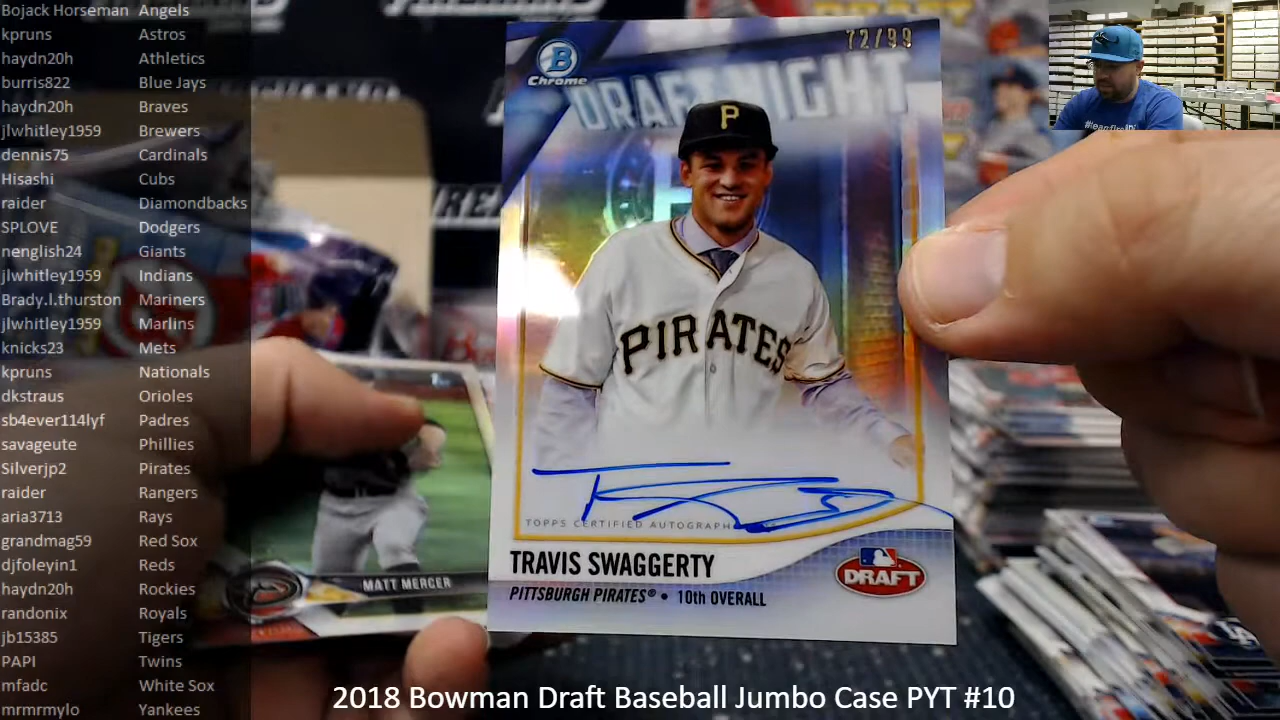 Bojack Horseman Angels
kpruns Astros
haydn20h Athletics
burris822 Blue Jays
haydn20h Braves
jlwhitley1959 Brewers
dennis75 Cardinals
Hisashi Cubs
raider Diamondbacks
SPLOVE Dodgers
nenglish24 Giants
jlwhitley1959 Indians
Brady.l.thurston Mariners
jlwhitley1959 Marlins
knicks23 Mets
kpruns Nationals
dkstraus Orioles
sb4ever114lyf Padres
savageute Phillies
Silverjp2 Pirates
raider Rangers
aria3713 Rays
grandmag59 Red Sox
djfoleyin1 Reds
haydn20h Rockies
randonix Royals
jb15385 Tigers
PAPI Twins
mfadc White Sox
mrmrmylo Yankees
72/99
B
Chrome
DRAFT NIGHT
P
PIRATES
TOPPS CERTIFIED AUTOGRAPH
TRAVIS SWAGGERTY
PITTSBURGH PIRATES® • 10th OVERALL
DRAFT
MATT MERCER
2018 Bowman Draft Baseball Jumbo Case PYT #10